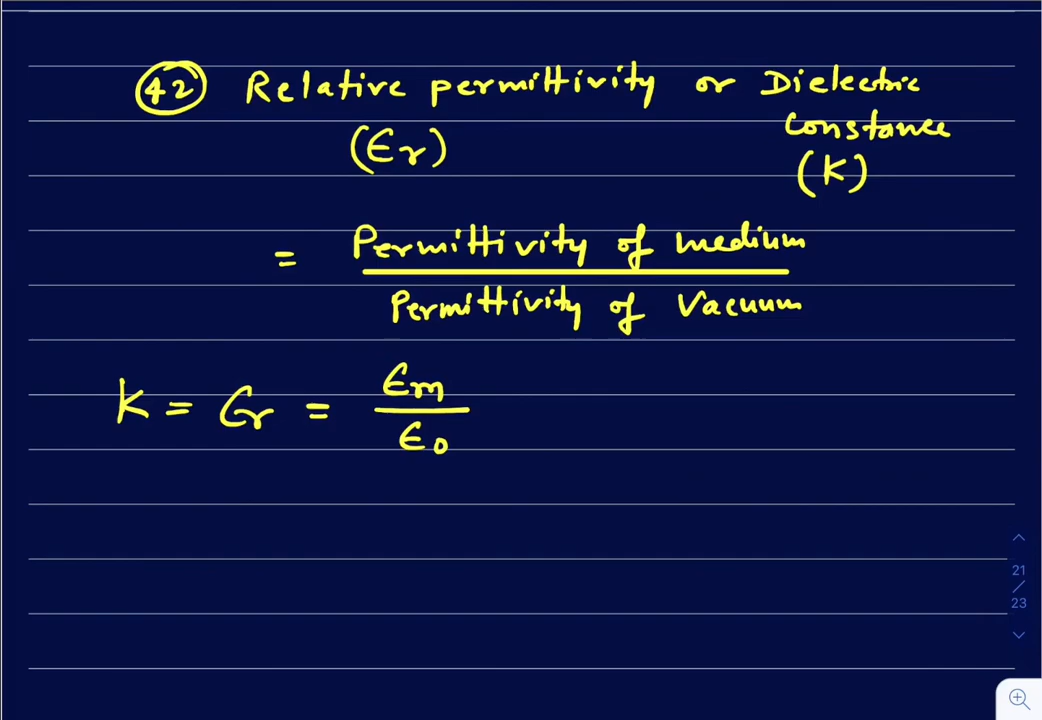 42 Relative permittivity or Dielectric
constance
(εr) (K)
= Permittivity of medium
Permittivity of Vacuum
K = εr = εm
ε0
21
/
23